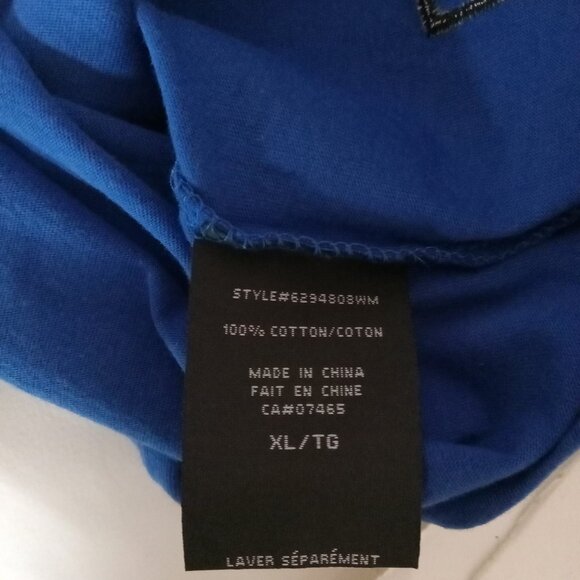 STYLE#6294808WM
100% COTTON/COTON
MADE IN CHINA
FAIT EN CHINE
CA#07465
XL/TG
LAVER SÉPARÉMENT